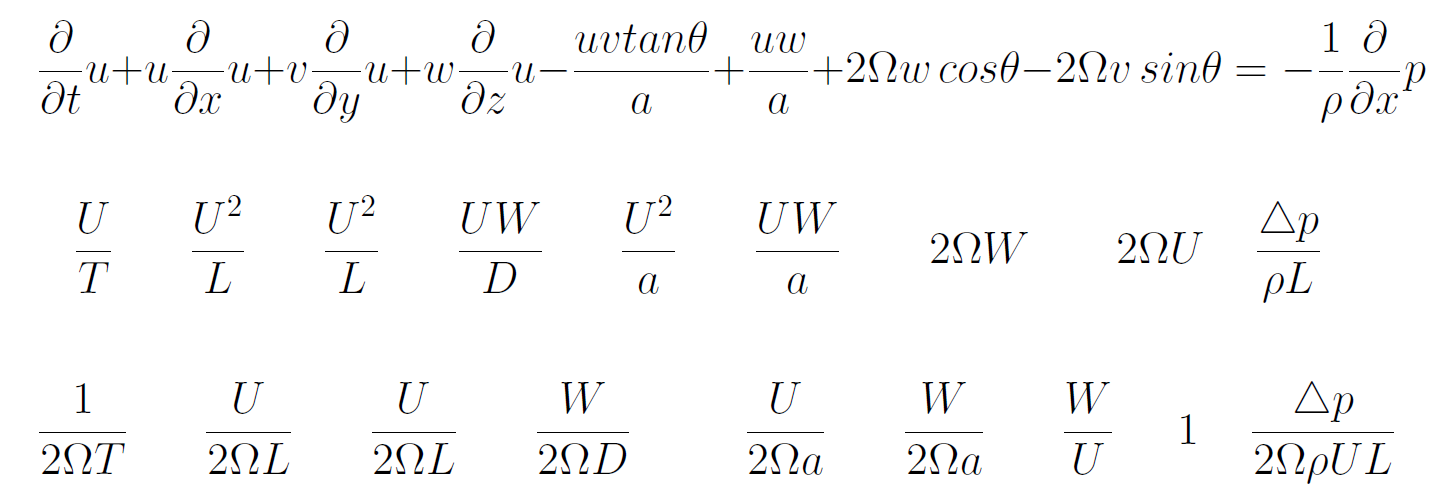 ∂/∂t u + u ∂/∂x u + v ∂/∂y u + w ∂/∂z u − uvtanθ/a + uw/a + 2Ωw cosθ − 2Ωv sinθ = − 1/ρ ∂/∂x p
U/T U²/L U²/L UW/D U²/a UW/a 2ΩW 2ΩU △p/ρL
1/2ΩT U/2ΩL U/2ΩL W/2ΩD U/2Ωa W/2Ωa W/U 1 △p/2ΩρUL